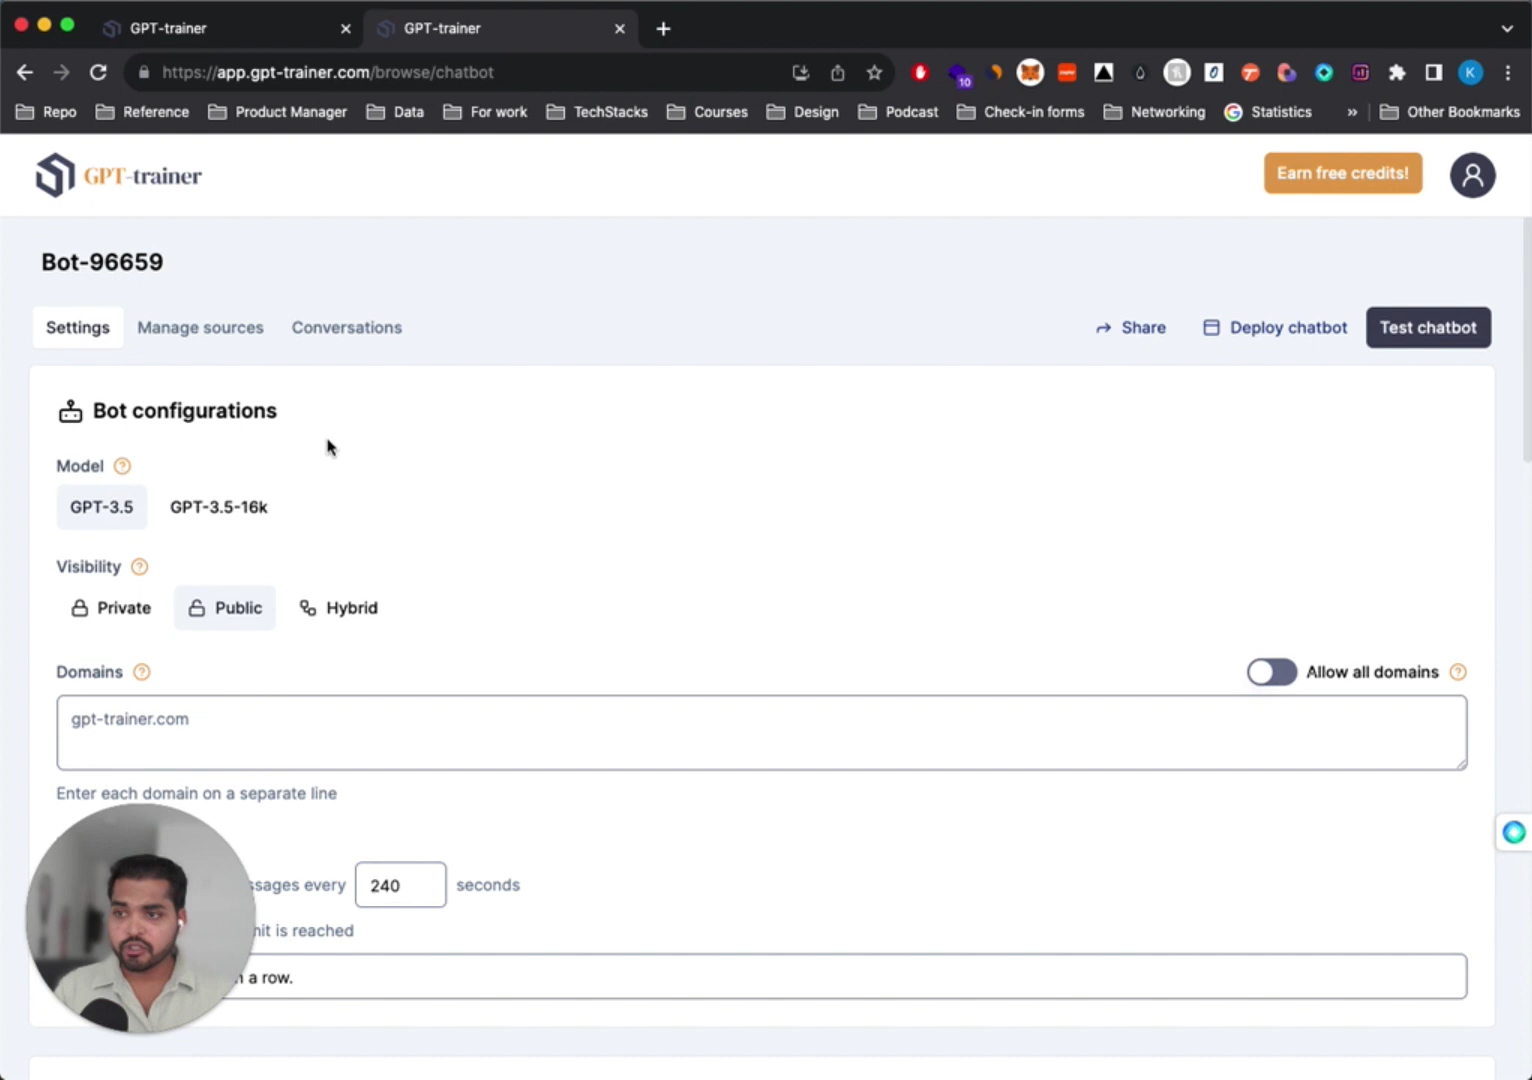 GPT-trainer
GPT-trainer
https://app.gpt-trainer.com/browse/chatbot
10
K
Repo Reference Product Manager Data For work TechStacks Courses Design Podcast Check-in forms Networking Statistics » Other Bookmarks
GPT-trainer
Earn free credits!
Bot-96659
Settings Manage sources Conversations
Share Deploy chatbot Test chatbot
Bot configurations
Model ?
GPT-3.5 GPT-3.5-16k
Visibility ?
Private Public Hybrid
Domains ?
Allow all domains ?
gpt-trainer.com
Enter each domain on a separate line
ssages every 240 seconds
it is reached
a row.